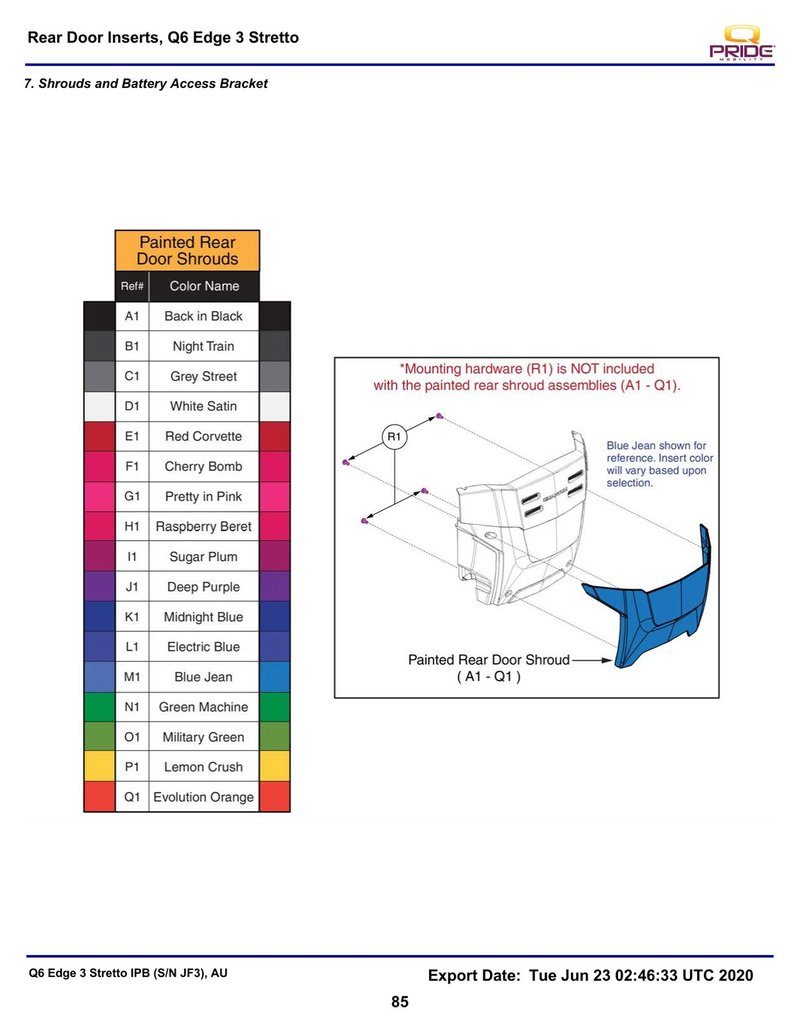 Rear Door Inserts, Q6 Edge 3 Stretto
Q
PRIDE
MOBILITY
7. Shrouds and Battery Access Bracket
Painted Rear
Door Shrouds
Ref# Color Name
A1 Back in Black
B1 Night Train
C1 Grey Street
D1 White Satin
E1 Red Corvette
F1 Cherry Bomb
G1 Pretty in Pink
H1 Raspberry Beret
I1 Sugar Plum
J1 Deep Purple
K1 Midnight Blue
L1 Electric Blue
M1 Blue Jean
N1 Green Machine
O1 Military Green
P1 Lemon Crush
Q1 Evolution Orange
*Mounting hardware (R1) is NOT included
with the painted rear shroud assemblies (A1 - Q1).
R1
Blue Jean shown for
reference. Insert color
will vary based upon
selection.
Painted Rear Door Shroud
( A1 - Q1 )
Q6 Edge 3 Stretto IPB (S/N JF3), AU
Export Date: Tue Jun 23 02:46:33 UTC 2020
85